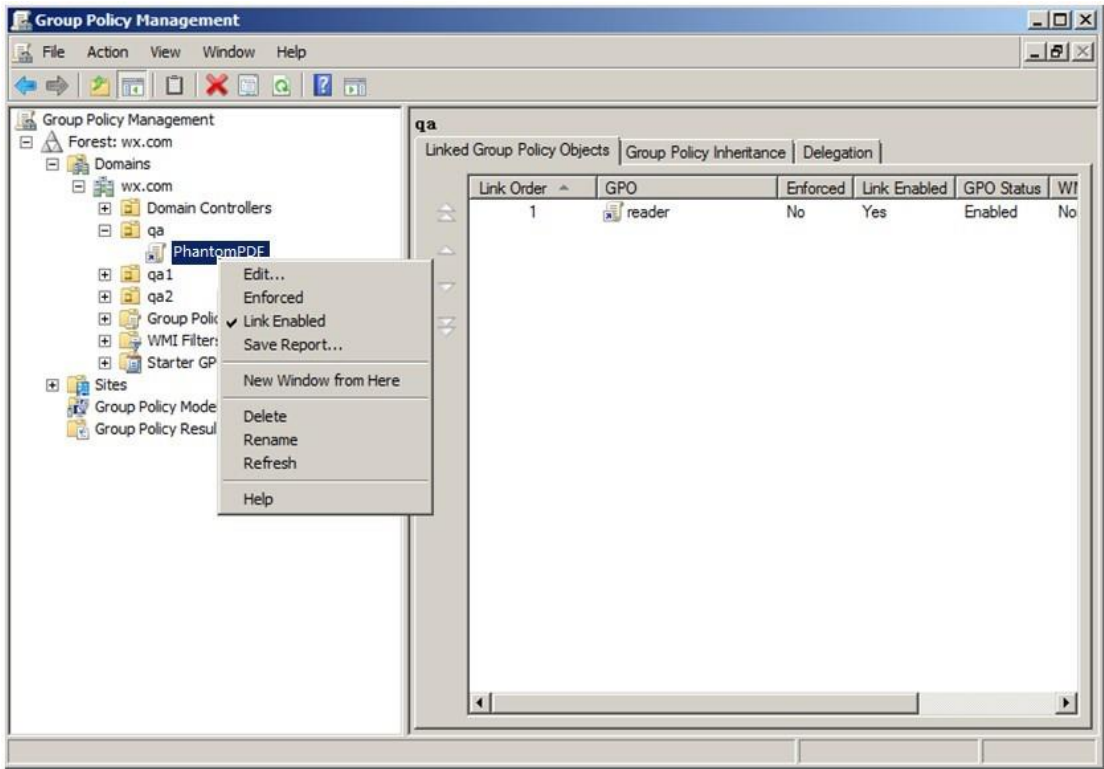 Group Policy Management
File Action View Window Help
Group Policy Management
Forest: wx.com
Domains
wx.com
Domain Controllers
qa
PhantomPDF
qa1
qa2
Group Polic
WMI Filters
Starter GP
Sites
Group Policy Mode
Group Policy Resul
Edit...
Enforced
Link Enabled
Save Report...
New Window from Here
Delete
Rename
Refresh
Help
qa
Linked Group Policy Objects Group Policy Inheritance Delegation
Link Order GPO Enforced Link Enabled GPO Status WM
1 reader No Yes Enabled No